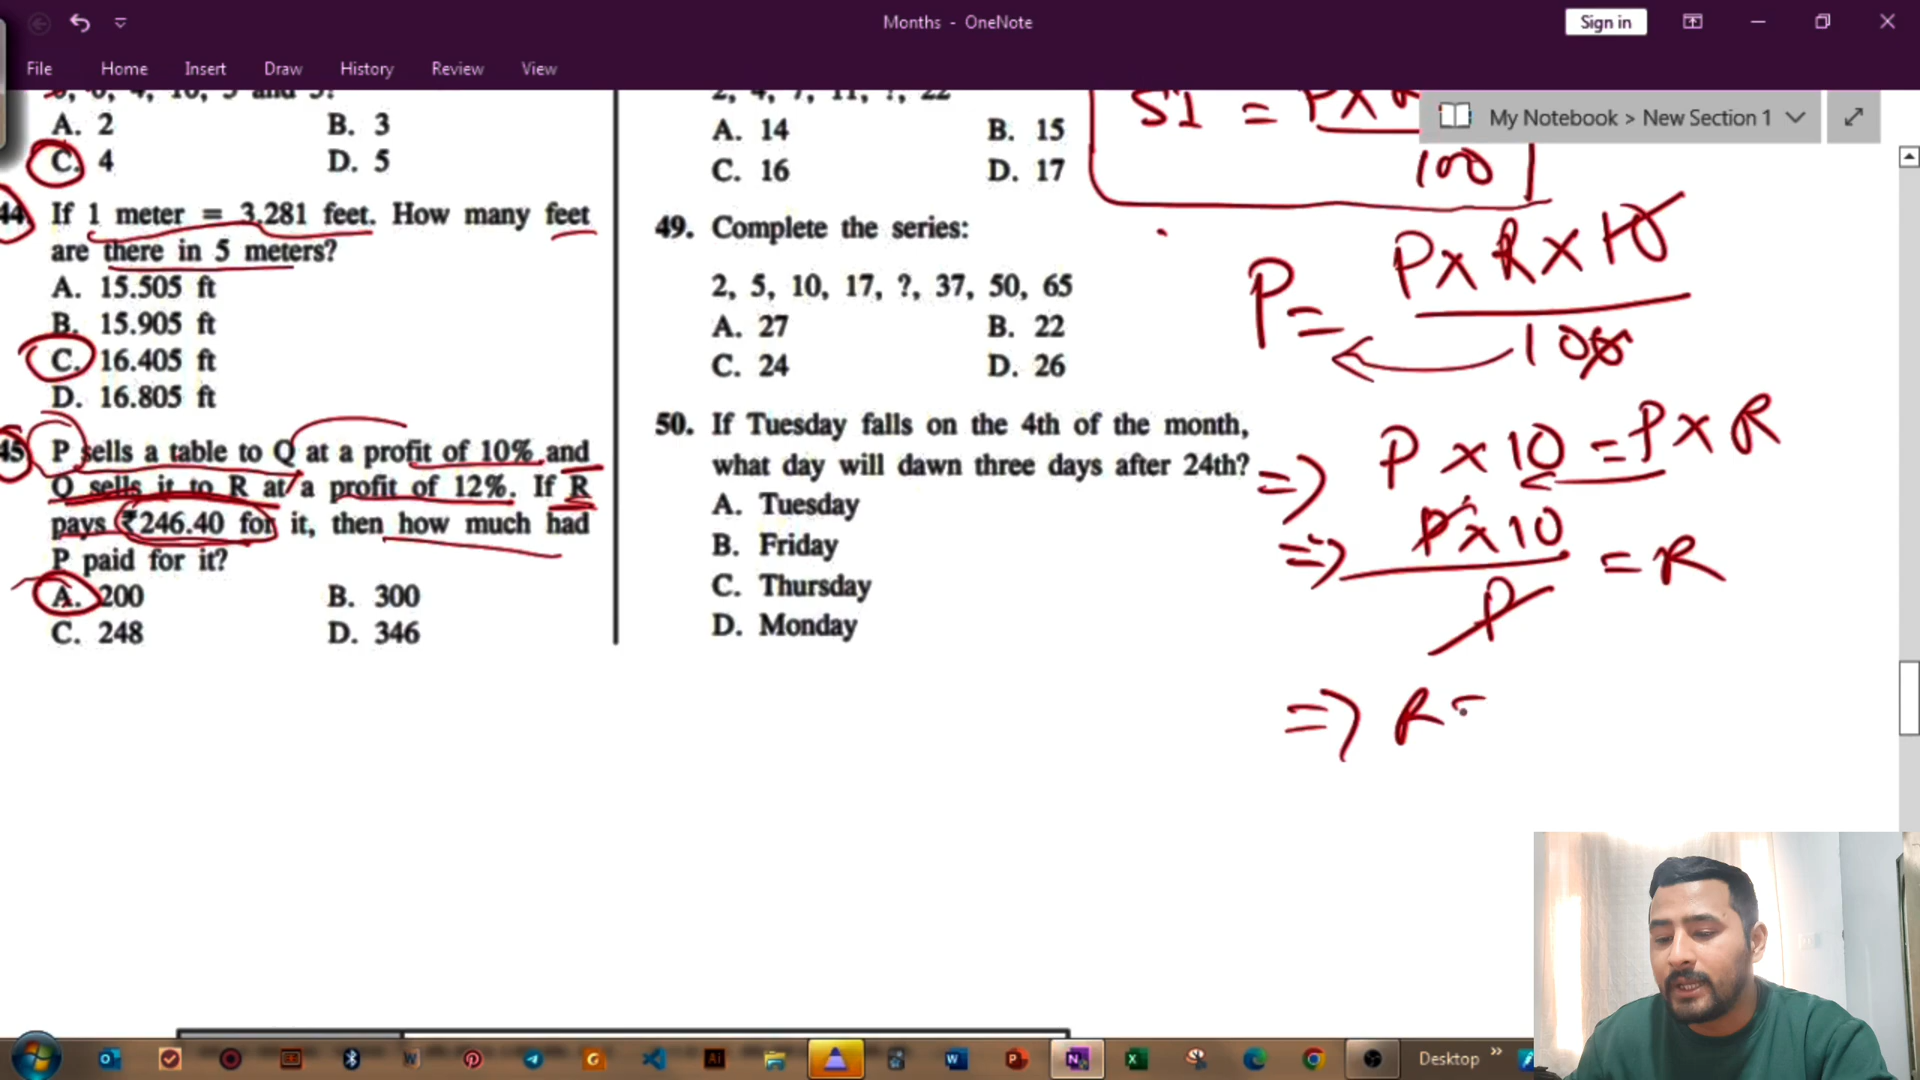 Months - OneNote
Sign in
File Home Insert Draw History Review View
My Notebook > New Section 1
A. 2 B. 3
C. 4 D. 5
44. If 1 meter = 3.281 feet. How many feet
are there in 5 meters?
A. 15.505 ft
B. 15.905 ft
C. 16.405 ft
D. 16.805 ft
45. P sells a table to Q at a profit of 10% and
Q sells it to R at a profit of 12%. If R
pays ₹246.40 for it, then how much had
P paid for it?
A. 200 B. 300
C. 248 D. 346
2, 4, 7, 11, ?, 22
A. 14 B. 15
C. 16 D. 17
49. Complete the series:
2, 5, 10, 17, ?, 37, 50, 65
A. 27 B. 22
C. 24 D. 26
50. If Tuesday falls on the 4th of the month,
what day will dawn three days after 24th?
A. Tuesday
B. Friday
C. Thursday
D. Monday
SI = P x R
100
P = P x R x 10
100
=> P x 10 = P x R
=> P x 10 = R
P
=> R =
Desktop »